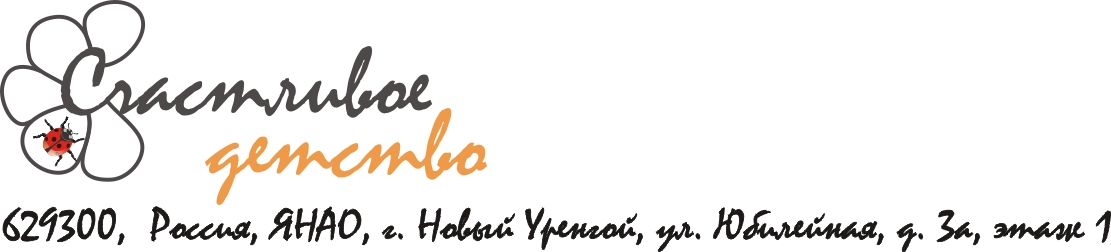 Счастливое
детство
629300, Россия, ЯНАО, г. Новый Уренгой, ул. Юбилейная, д. 3а, этаж 1